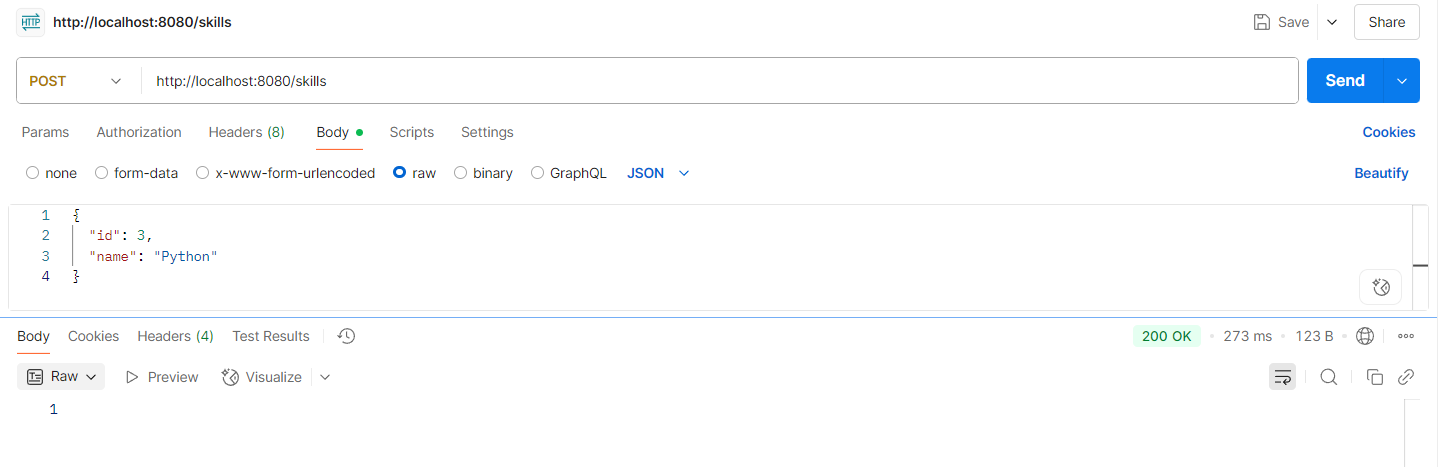 HTTP http://localhost:8080/skills Save Share
POST http://localhost:8080/skills Send
Params Authorization Headers (8) Body Scripts Settings Cookies
none form-data x-www-form-urlencoded raw binary GraphQL JSON Beautify
1 {
2 "id": 3,
3 "name": "Python"
4 }
Body Cookies Headers (4) Test Results 200 OK • 273 ms • 123 B •
Raw Preview Visualize
1